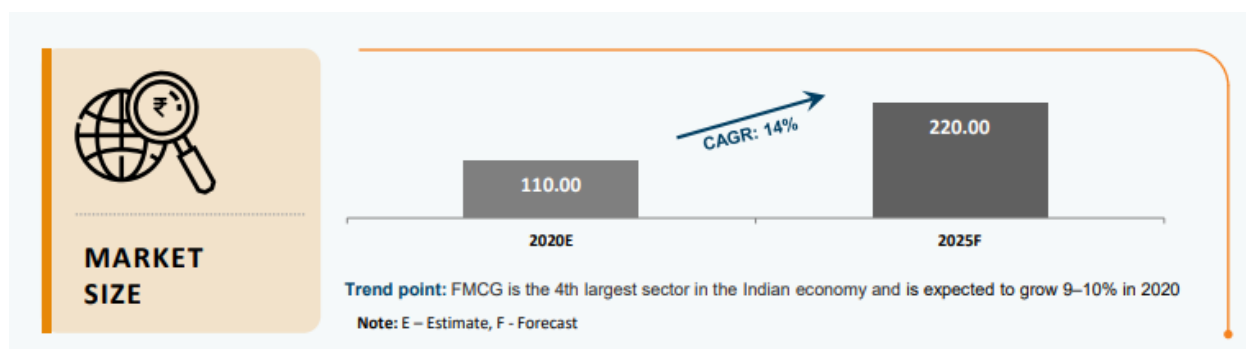 ₹
MARKET
SIZE
110.00
CAGR: 14%
220.00
2020E
2025F
Trend point: FMCG is the 4th largest sector in the Indian economy and is expected to grow 9–10% in 2020
Note: E – Estimate, F - Forecast